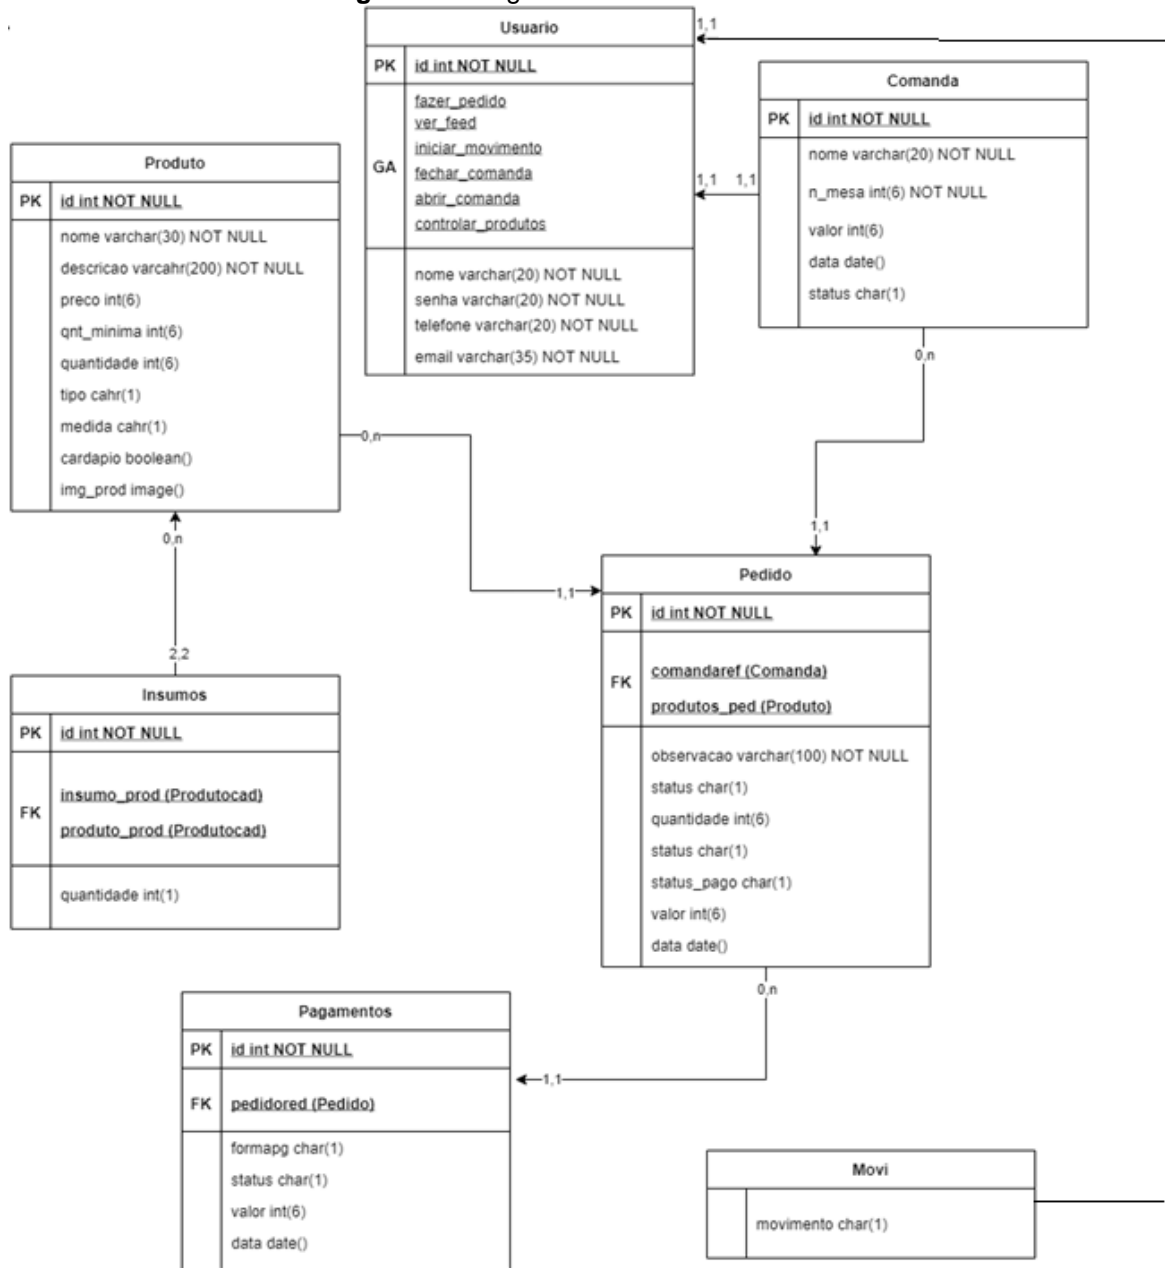 Usuario
1,1
PK id int NOT NULL
GA
fazer_pedido
ver_feed
iniciar_movimento
fechar_comanda
abrir_comanda
controlar_produtos
nome varchar(20) NOT NULL
senha varchar(20) NOT NULL
telefone varchar(20) NOT NULL
email varchar(35) NOT NULL
1,1 1,1
Comanda
PK id int NOT NULL
nome varchar(20) NOT NULL
n_mesa int(6) NOT NULL
valor int(6)
data date()
status char(1)
0,n
1,1
Produto
PK id int NOT NULL
nome varchar(30) NOT NULL
descricao varcahr(200) NOT NULL
preco int(6)
qnt_minima int(6)
quantidade int(6)
tipo cahr(1)
medida cahr(1)
cardapio boolean()
img_prod image()
0,n
1,1
0,n
2,2
Insumos
PK id int NOT NULL
FK
insumo_prod (Produtocad)
produto_prod (Produtocad)
quantidade int(1)
Pedido
PK id int NOT NULL
FK
comandaref (Comanda)
produtos_ped (Produto)
observacao varchar(100) NOT NULL
status char(1)
quantidade int(6)
status char(1)
status_pago char(1)
valor int(6)
data date()
0,n
1,1
Pagamentos
PK id int NOT NULL
FK pedidored (Pedido)
formapg char(1)
status char(1)
valor int(6)
data date()
Movi
movimento char(1)